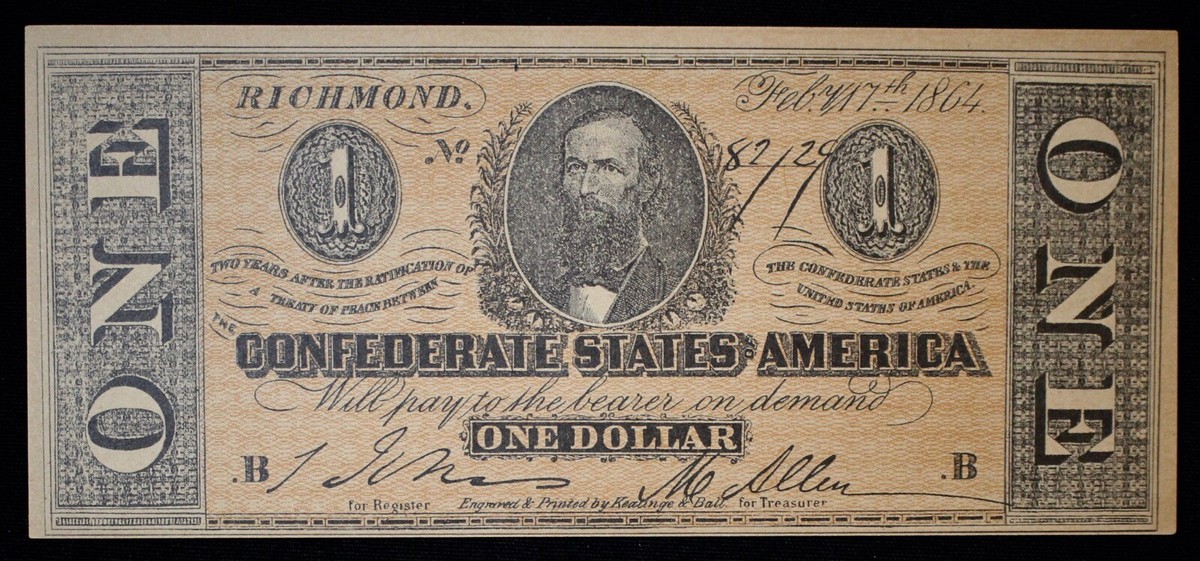 ONE
RICHMOND.
Feb.y 17th 1864.
1
No
1
TWO YEARS AFTER THE RATIFICATION OF
A TREATY OF PEACE BETWEEN
THE CONFEDERATE STATES & THE
UNITED STATES OF AMERICA.
THE
CONFEDERATE STATES OF AMERICA
Will pay to the bearer on demand
ONE DOLLAR
.B
M Allen
.B
for Register
Engraved & Printed by Keatinge & Ball.
for Treasurer
ONE